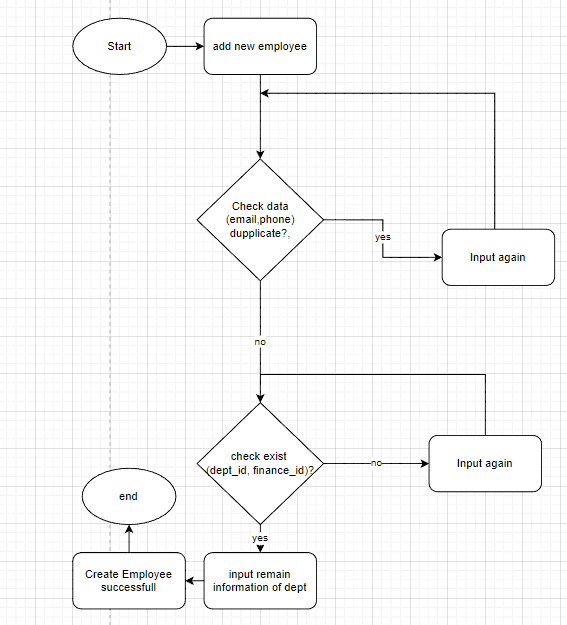 Start
add new employee
Check data
(email,phone)
dupplicate?,
yes
Input again
no
check exist
(dept_id, finance_id)?
no
Input again
yes
end
Create Employee
successfull
input remain
information of dept